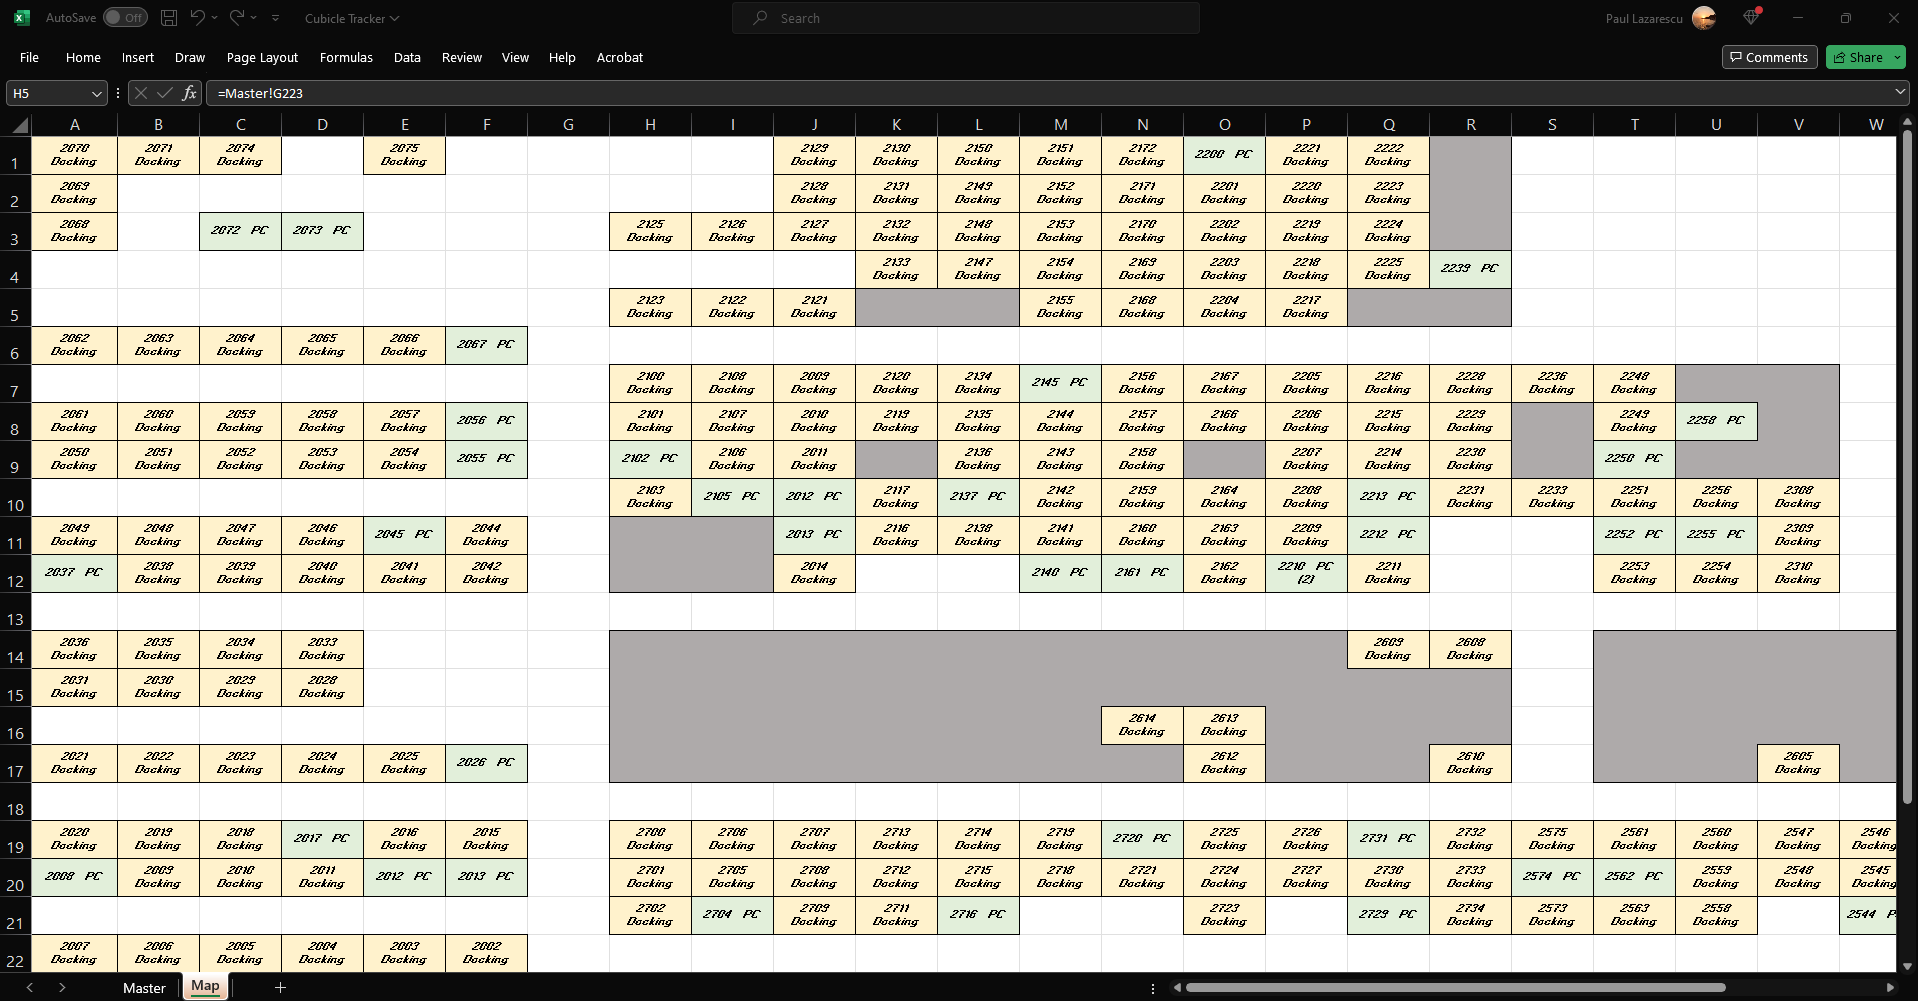 AutoSave Off Cubicle Tracker Search Paul Lazarescu
File Home Insert Draw Page Layout Formulas Data Review View Help Acrobat Comments Share
H5 fx =Master!G223
A B C D E F G H I J K L M N O P Q R S T U V W
1 2070 2071 2074 2075 2129 2130 2150 2151 2172 2200 PC 2221 2222
Docking Docking Docking Docking Docking Docking Docking Docking Docking Docking Docking
2 2069 2128 2131 2149 2152 2171 2201 2220 2223
Docking Docking Docking Docking Docking Docking Docking Docking Docking
3 2068 2072 PC 2073 PC 2125 2126 2127 2132 2148 2153 2170 2202 2219 2224
Docking Docking Docking Docking Docking Docking Docking Docking Docking Docking Docking
4 2133 2147 2154 2169 2203 2218 2225 2239 PC
Docking Docking Docking Docking Docking Docking Docking
5 2123 2122 2121 2155 2168 2204 2217
Docking Docking Docking Docking Docking Docking Docking
6 2062 2063 2064 2065 2066 2067 PC
Docking Docking Docking Docking Docking
7 2100 2108 2009 2120 2134 2145 PC 2156 2167 2205 2216 2228 2236 2248
Docking Docking Docking Docking Docking Docking Docking Docking Docking Docking Docking Docking
8 2061 2060 2059 2058 2057 2056 PC 2101 2107 2010 2119 2135 2144 2157 2166 2206 2215 2229 2249 2258 PC
Docking Docking Docking Docking Docking Docking Docking Docking Docking Docking Docking Docking Docking Docking Docking Docking Docking
9 2050 2051 2052 2053 2054 2055 PC 2102 PC 2106 2011 2136 2143 2158 2207 2214 2230 2250 PC
Docking Docking Docking Docking Docking Docking Docking Docking Docking Docking Docking Docking Docking
10 2103 2105 PC 2012 PC 2117 2137 PC 2142 2159 2164 2208 2213 PC 2231 2233 2251 2256 2308
Docking Docking Docking Docking Docking Docking Docking Docking Docking Docking Docking
11 2049 2048 2047 2046 2045 PC 2044 2013 PC 2116 2138 2141 2160 2163 2209 2212 PC 2252 PC 2255 PC 2309
Docking Docking Docking Docking Docking Docking Docking Docking Docking Docking Docking Docking
12 2037 PC 2038 2039 2040 2041 2042 2014 2140 PC 2161 PC 2162 2210 PC 2211 2253 2254 2310
Docking Docking Docking Docking Docking Docking Docking (2) Docking Docking Docking Docking
13
14 2036 2035 2034 2033 2609 2608
Docking Docking Docking Docking Docking Docking
15 2031 2030 2029 2028
Docking Docking Docking Docking
16 2614 2613
Docking Docking
17 2021 2022 2023 2024 2025 2026 PC 2612 2610 2605
Docking Docking Docking Docking Docking Docking Docking Docking
18
19 2020 2019 2018 2017 PC 2016 2015 2700 2706 2707 2713 2714 2719 2720 PC 2725 2726 2731 PC 2732 2575 2561 2560 2547 2546
Docking Docking Docking Docking Docking Docking Docking Docking Docking Docking Docking Docking Docking Docking Docking Docking Docking Docking Docking
20 2008 PC 2009 2010 2011 2012 PC 2013 PC 2701 2705 2708 2712 2715 2718 2721 2724 2727 2730 2733 2574 PC 2562 PC 2559 2548 2545
Docking Docking Docking Docking Docking Docking Docking Docking Docking Docking Docking Docking Docking Docking Docking Docking Docking
21 2702 2704 PC 2709 2711 2716 PC 2723 2729 PC 2734 2573 2563 2558 2544 P
Docking Docking Docking Docking Docking Docking Docking Docking
22 2007 2006 2005 2004 2003 2002
Docking Docking Docking Docking Docking Docking
Master Map